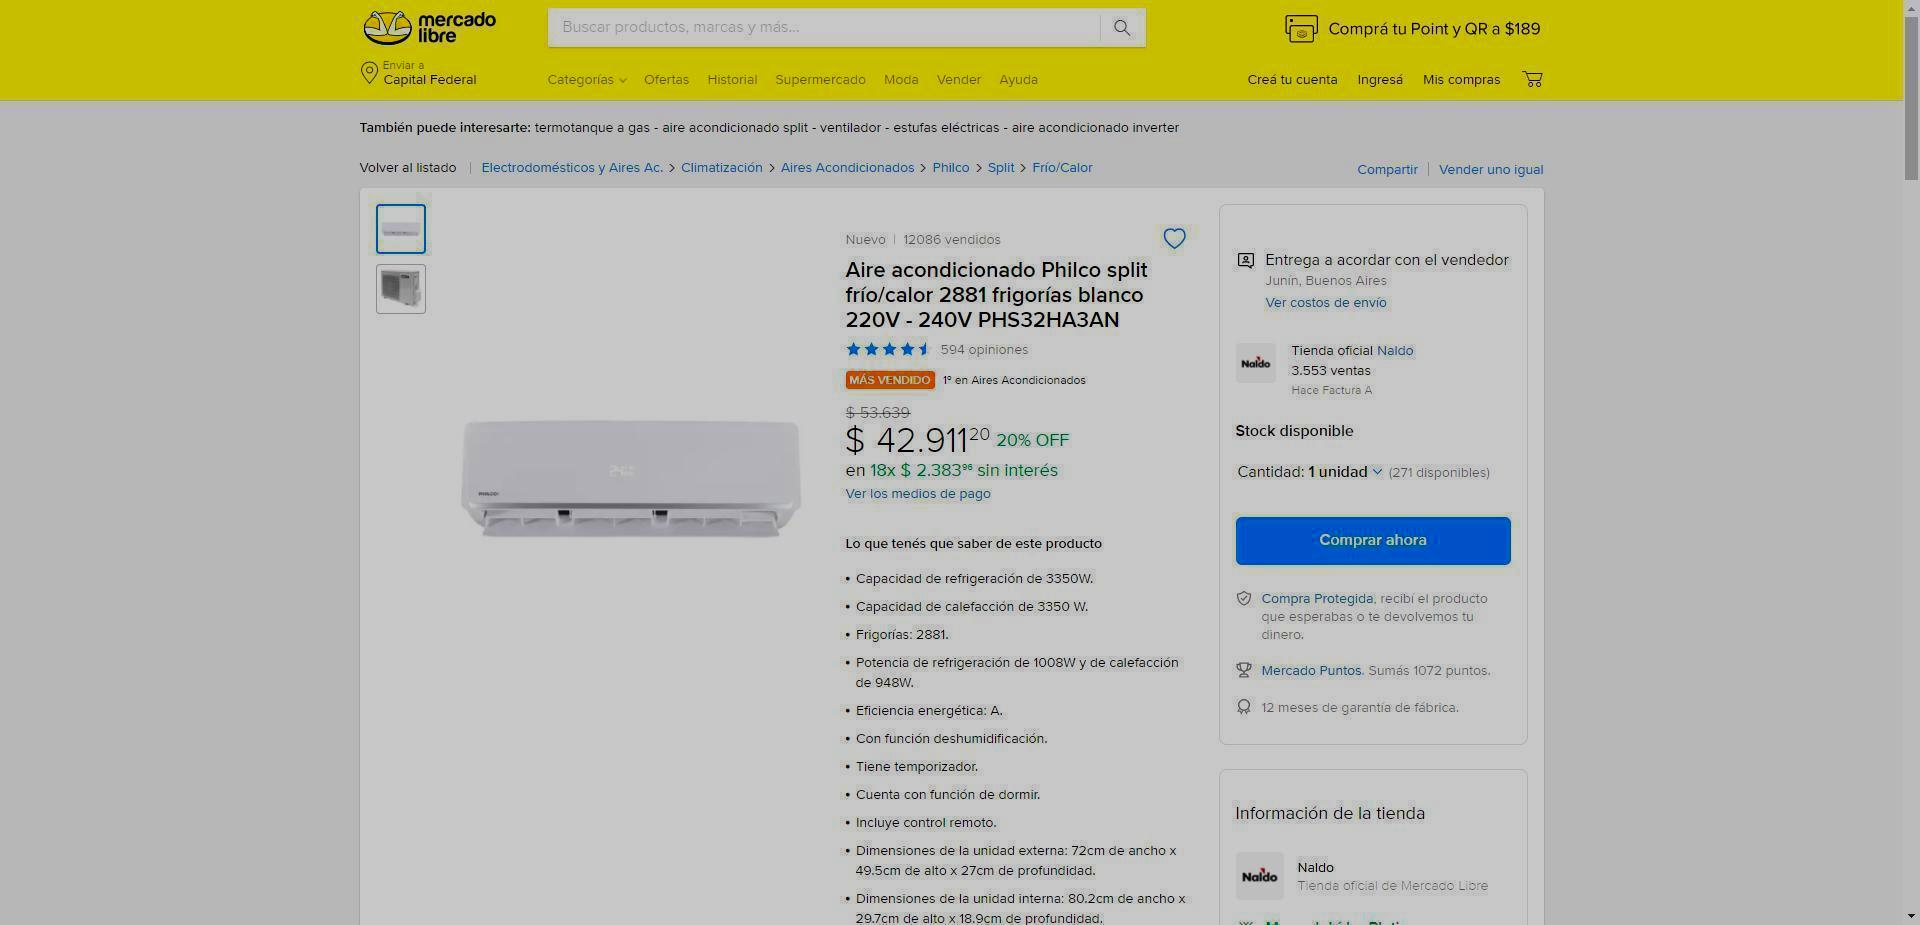 mercado
libre
Buscar productos, marcas y más...
Comprá tu Point y QR a $189
Enviar a
Capital Federal
Categorías Ofertas Historial Supermercado Moda Vender Ayuda
Creá tu cuenta Ingresá Mis compras
También puede interesarte: termotanque a gas - aire acondicionado split - ventilador - estufas eléctricas - aire acondicionado inverter
Volver al listado | Electrodomésticos y Aires Ac. > Climatización > Aires Acondicionados > Philco > Split > Frío/Calor
Compartir | Vender uno igual
Nuevo | 12086 vendidos
Aire acondicionado Philco split
frío/calor 2881 frigorías blanco
220V - 240V PHS32HA3AN
594 opiniones
MÁS VENDIDO 1º en Aires Acondicionados
$ 53.639
$ 42.911 20 20% OFF
en 18x $ 2.383 96 sin interés
Ver los medios de pago
Lo que tenés que saber de este producto
• Capacidad de refrigeración de 3350W.
• Capacidad de calefacción de 3350 W.
• Frigorías: 2881.
• Potencia de refrigeración de 1008W y de calefacción
de 948W.
• Eficiencia energética: A.
• Con función deshumidificación.
• Tiene temporizador.
• Cuenta con función de dormir.
• Incluye control remoto.
• Dimensiones de la unidad externa: 72cm de ancho x
49.5cm de alto x 27cm de profundidad.
• Dimensiones de la unidad interna: 80.2cm de ancho x
29.7cm de alto x 18.9cm de profundidad.
PHILCO
Entrega a acordar con el vendedor
Junín, Buenos Aires
Ver costos de envío
Naldo
Tienda oficial Naldo
3.553 ventas
Hace Factura A
Stock disponible
Cantidad: 1 unidad (271 disponibles)
Comprar ahora
Compra Protegida, recibí el producto
que esperabas o te devolvemos tu
dinero.
Mercado Puntos. Sumás 1072 puntos.
12 meses de garantía de fábrica.
Información de la tienda
Naldo
Naldo
Tienda oficial de Mercado Libre